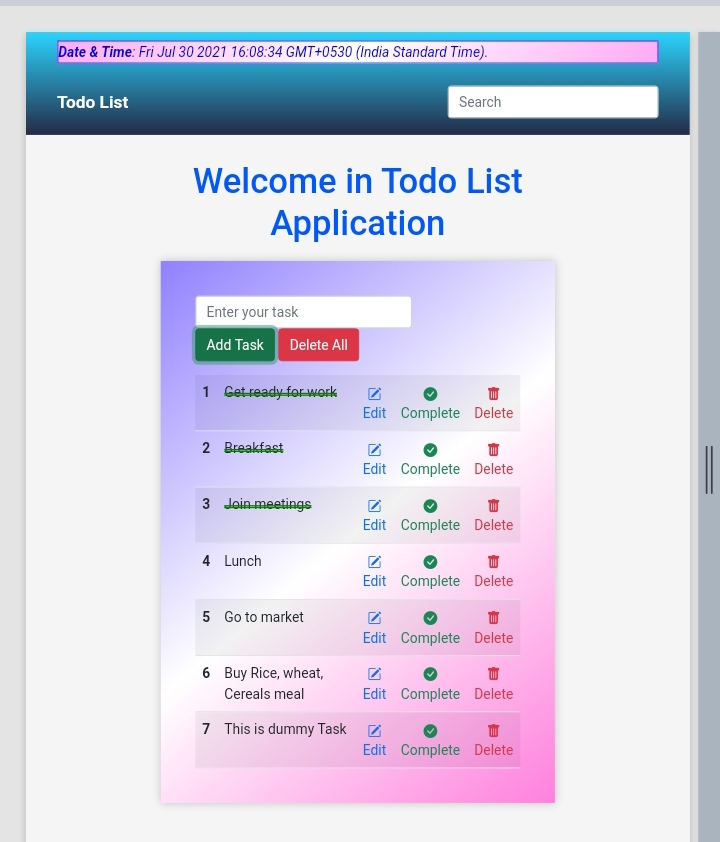 Date & Time: Fri Jul 30 2021 16:08:34 GMT+0530 (India Standard Time).
Todo List
Search
Welcome in Todo List
Application
Enter your task
Add Task Delete All
1 Get ready for work
Edit Complete Delete
2 Breakfast
Edit Complete Delete
3 Join meetings
Edit Complete Delete
4 Lunch
Edit Complete Delete
5 Go to market
Edit Complete Delete
6 Buy Rice, wheat,
Cereals meal Edit Complete Delete
7 This is dummy Task
Edit Complete Delete